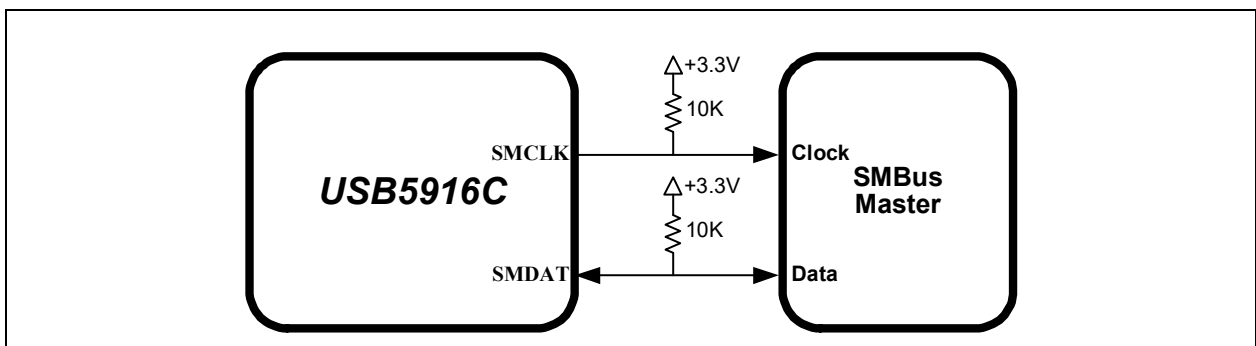 +3.3V
10K
SMCLK
Clock
USB5916C
SMBus
Master
+3.3V
10K
SMDAT
Data